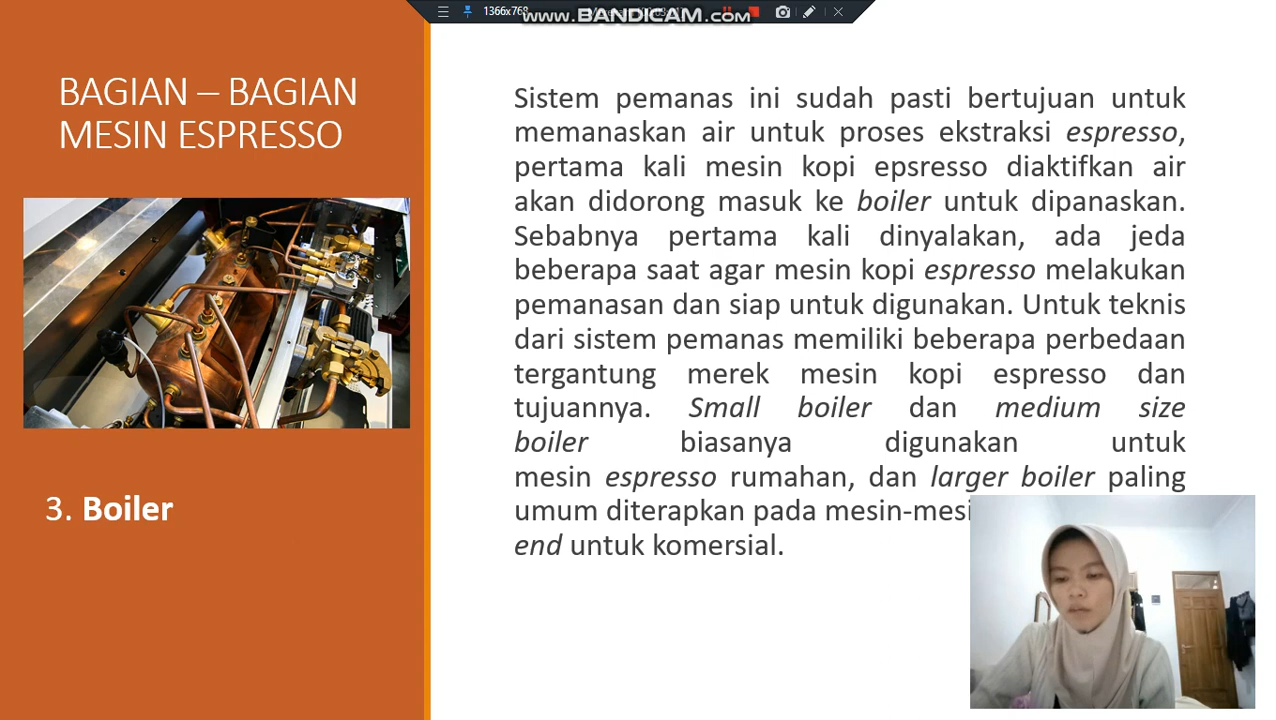 1366x768
www.BANDICAM.com
BAGIAN – BAGIAN
MESIN ESPRESSO
3. Boiler
Sistem pemanas ini sudah pasti bertujuan untuk
memanaskan air untuk proses ekstraksi espresso,
pertama kali mesin kopi epsresso diaktifkan air
akan didorong masuk ke boiler untuk dipanaskan.
Sebabnya pertama kali dinyalakan, ada jeda
beberapa saat agar mesin kopi espresso melakukan
pemanasan dan siap untuk digunakan. Untuk teknis
dari sistem pemanas memiliki beberapa perbedaan
tergantung merek mesin kopi espresso dan
tujuannya. Small boiler dan medium size
boiler biasanya digunakan untuk
mesin espresso rumahan, dan larger boiler paling
umum diterapkan pada
end untuk komersial.